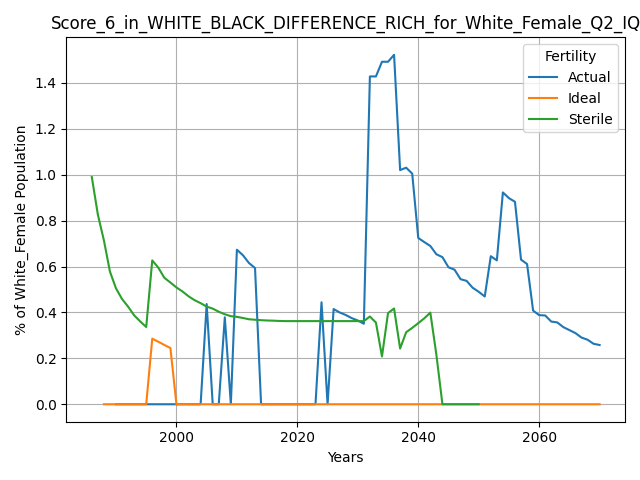 Score_6_in_WHITE_BLACK_DIFFERENCE_RICH_for_White_Female_Q2_IQ
Fertility
Actual
Ideal
Sterile
% of White_Female Population
1.4
1.2
1.0
0.8
0.6
0.4
0.2
0.0
2000 2020 2040 2060
Years